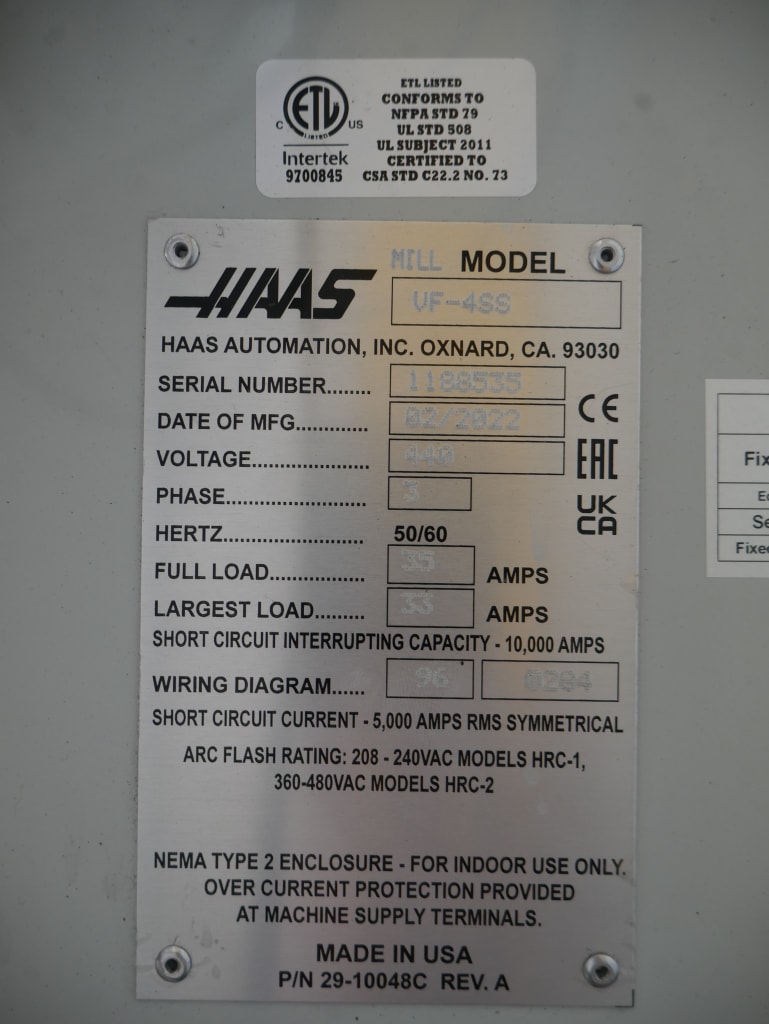 ETL LISTED
CONFORMS TO
NFPA STD 79
UL STD 508
UL SUBJECT 2011
CERTIFIED TO
CSA STD C22.2 NO. 73
ETL
LISTED
C US
Intertek
9700845
MILL MODEL
HAAS
VF-4SS
HAAS AUTOMATION, INC. OXNARD, CA. 93030
SERIAL NUMBER........ 1188535
DATE OF MFG............ 02/2022
CE
VOLTAGE.................... 440
EAC
PHASE........................ 3
UK
CA
HERTZ........................ 50/60
FULL LOAD................ 35 AMPS
LARGEST LOAD......... 33 AMPS
SHORT CIRCUIT INTERRUPTING CAPACITY - 10,000 AMPS
WIRING DIAGRAM...... 96 0284
SHORT CIRCUIT CURRENT - 5,000 AMPS RMS SYMMETRICAL
ARC FLASH RATING: 208 - 240VAC MODELS HRC-1,
360-480VAC MODELS HRC-2
NEMA TYPE 2 ENCLOSURE - FOR INDOOR USE ONLY.
OVER CURRENT PROTECTION PROVIDED
AT MACHINE SUPPLY TERMINALS.
MADE IN USA
P/N 29-10048C REV. A
Fix
Se
Fixe